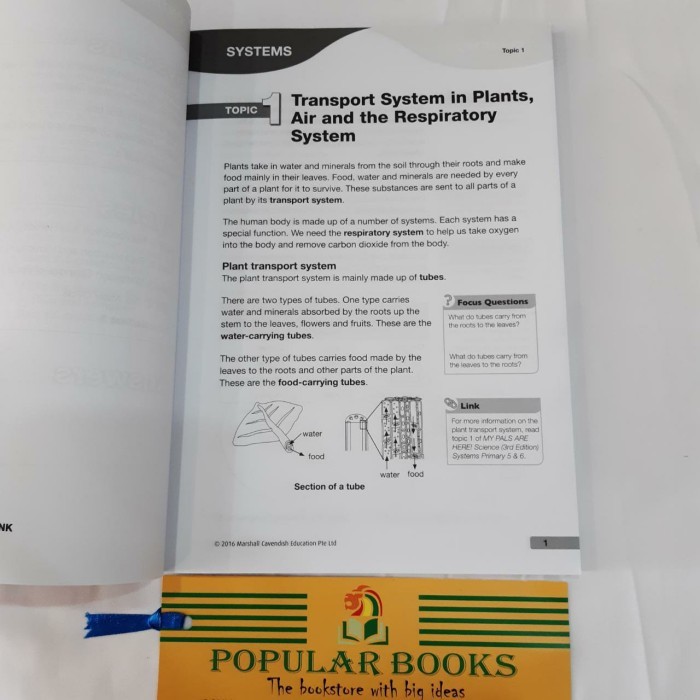 SYSTEMS
Topic 1
TOPIC 1
Transport System in Plants,
Air and the Respiratory
System
Plants take in water and minerals from the soil through their roots and make
food mainly in their leaves. Food, water and minerals are needed by every
part of a plant for it to survive. These substances are sent to all parts of a
plant by its transport system.
The human body is made up of a number of systems. Each system has a
special function. We need the respiratory system to help us take oxygen
into the body and remove carbon dioxide from the body.
Plant transport system
The plant transport system is mainly made up of tubes.
There are two types of tubes. One type carries
water and minerals absorbed by the roots up the
stem to the leaves, flowers and fruits. These are the
water-carrying tubes.
The other type of tubes carries food made by the
leaves to the roots and other parts of the plant.
These are the food-carrying tubes.
? Focus Questions
What do tubes carry from
the roots to the leaves?
What do tubes carry from
the leaves to the roots?
Link
For more information on the
plant transport system, read
topic 1 of MY PALS ARE
HERE! Science (3rd Edition)
Systems Primary 5 & 6.
water
food
water food
Section of a tube
© 2016 Marshall Cavendish Education Pte Ltd
1
NK
POPULAR BOOKS
The bookstore with big ideas